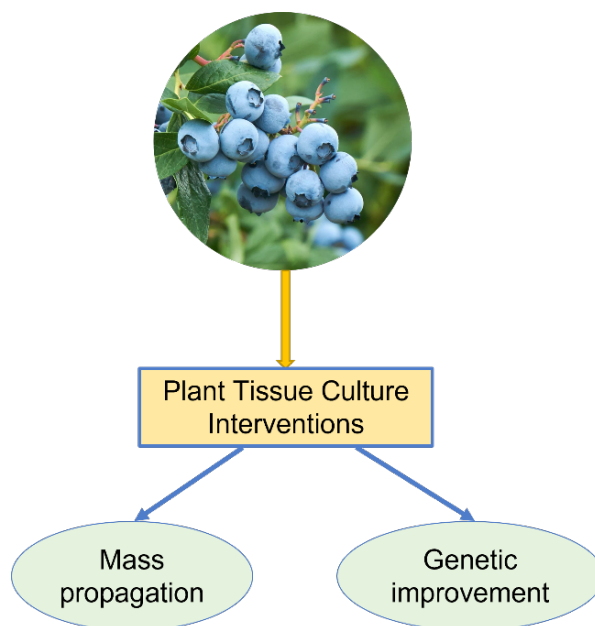 Plant Tissue Culture
Interventions
Mass
propagation
Genetic
improvement